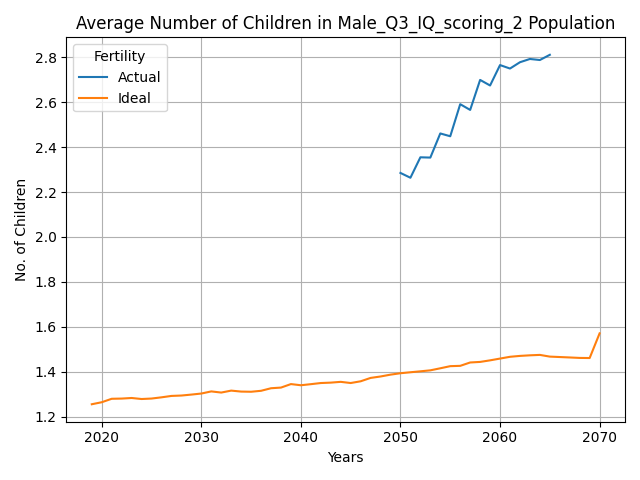 Average Number of Children in Male_Q3_IQ_scoring_2 Population
Fertility
Actual
Ideal
No. of Children
2.8
2.6
2.4
2.2
2.0
1.8
1.6
1.4
1.2
2020 2030 2040 2050 2060 2070
Years